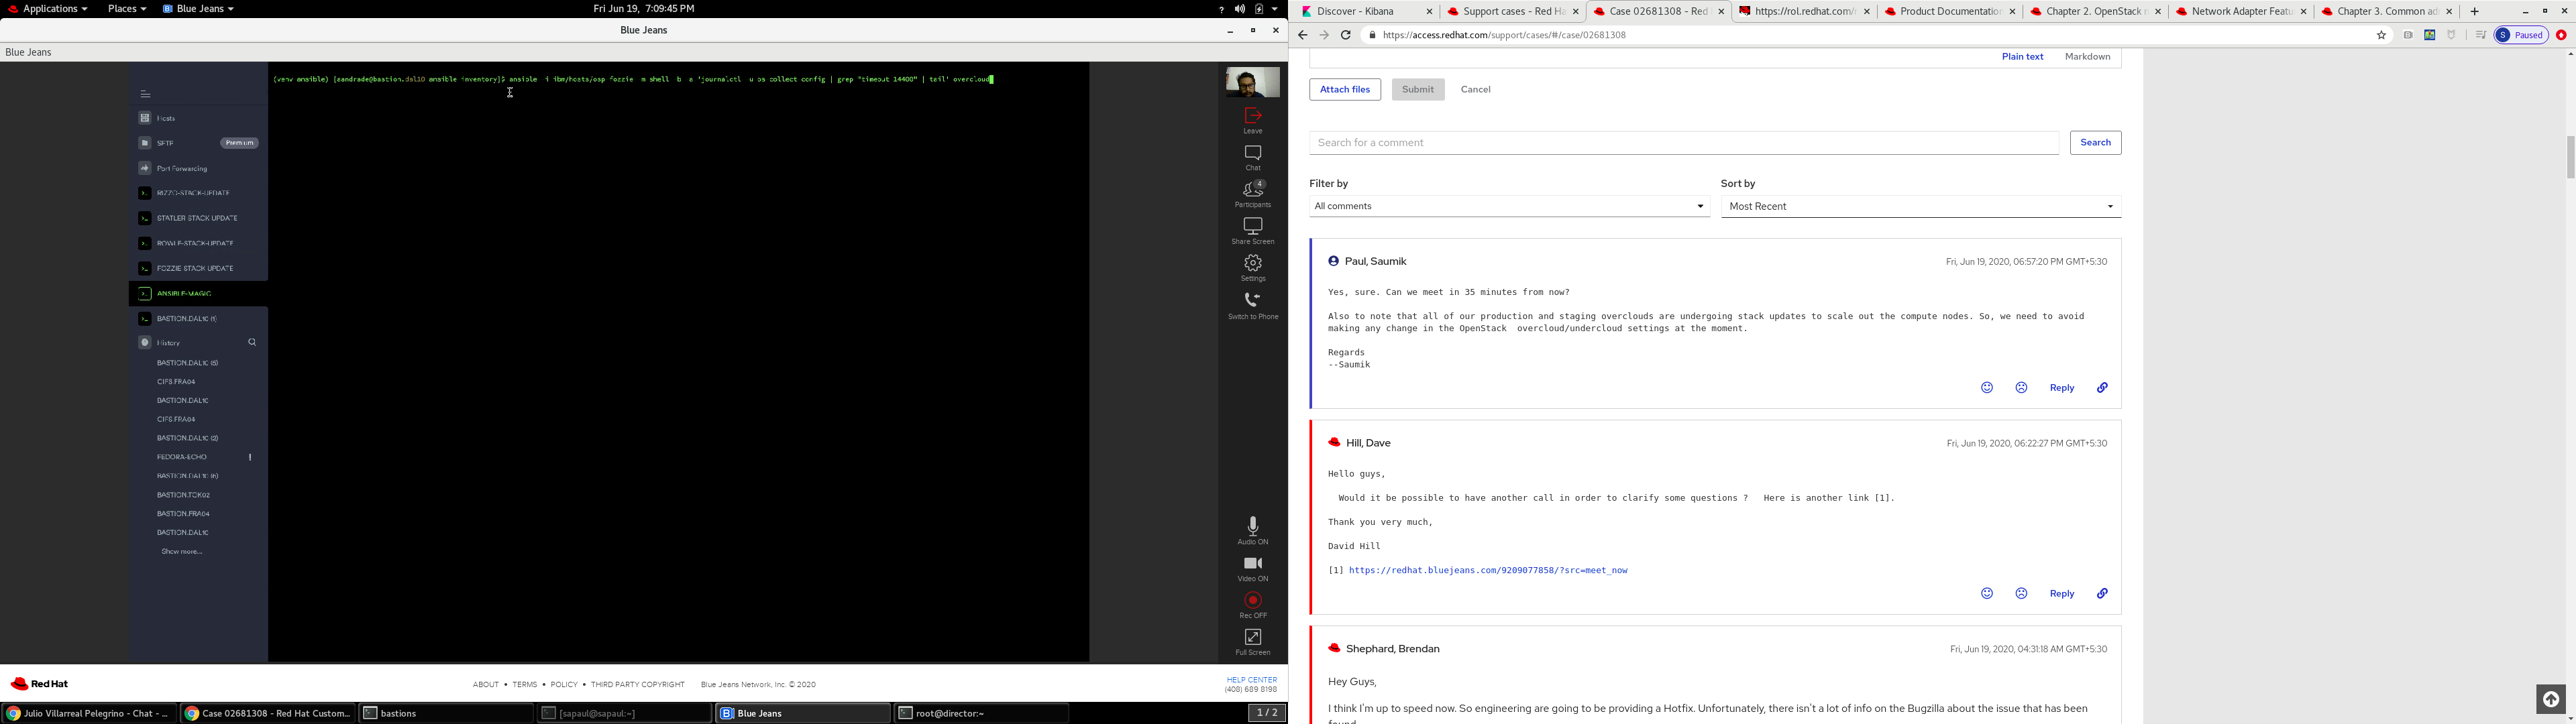 Applications
Places
Blue Jeans
Fri Jun 19, 7:09:45 PM
Blue Jeans
Blue Jeans
(venv ansible) [sandrade@bastion.dal10 ansible inventory]$ ansible -i ibm/hosts/osp fozzie -m shell -b -a 'journalctl -u os collect config | grep "timeout 14400" | tail' overcloud
Hosts
SFTP
Premium
Port Forwarding
RIZZO-STACK-UPDATE
STATLER STACK UPDATE
ROWLF-STACK-UPDATE
FOZZIE STACK UPDATE
ANSIBLE-MAGIC
BASTION.DAL10 (1)
History
BASTION.DAL10 (5)
CIFS.FRA04
BASTION.DAL10
CIFS.FRA04
BASTION.DAL10 (2)
FEDORA-ECHO
!
BASTION.DAL10 (6)
BASTION.TOK02
BASTION.FRA04
BASTION.DAL10
Show more...
Leave
Chat
4
Participants
Share Screen
Settings
Switch to Phone
Audio ON
Video ON
Rec OFF
Full Screen
Red Hat
ABOUT • TERMS • POLICY • THIRD PARTY COPYRIGHT
Blue Jeans Network, Inc. © 2020
HELP CENTER
(408) 689 8198
Julio Villarreal Pelegrino - Chat - ...
Case 02681308 - Red Hat Custom...
bastions
[sapaul@sapaul:~]
Blue Jeans
root@director:~
1 / 2
Discover - Kibana
Support cases - Red Ha
Case 02681308 - Red
https://rol.redhat.com/r
Product Documentation
Chapter 2. OpenStack n
Network Adapter Featu
Chapter 3. Common ad
https://access.redhat.com/support/cases/#/case/02681308
S
Paused
Plain text
Markdown
Attach files
Submit
Cancel
Search for a comment
Search
Filter by
Sort by
All comments
Most Recent
Paul, Saumik
Fri, Jun 19, 2020, 06:57:20 PM GMT+5:30
Yes, sure. Can we meet in 35 minutes from now?
Also to note that all of our production and staging overclouds are undergoing stack updates to scale out the compute nodes. So, we need to avoid
making any change in the OpenStack  overcloud/undercloud settings at the moment.
Regards
--Saumik
Reply
Hill, Dave
Fri, Jun 19, 2020, 06:22:27 PM GMT+5:30
Hello guys,
Would it be possible to have another call in order to clarify some questions ?   Here is another link [1].
Thank you very much,
David Hill
[1] https://redhat.bluejeans.com/9209077858/?src=meet_now
Reply
Shephard, Brendan
Fri, Jun 19, 2020, 04:31:18 AM GMT+5:30
Hey Guys,
I think I'm up to speed now. So engineering are going to be providing a Hotfix. Unfortunately, there isn't a lot of info on the Bugzilla about the issue that has been
found